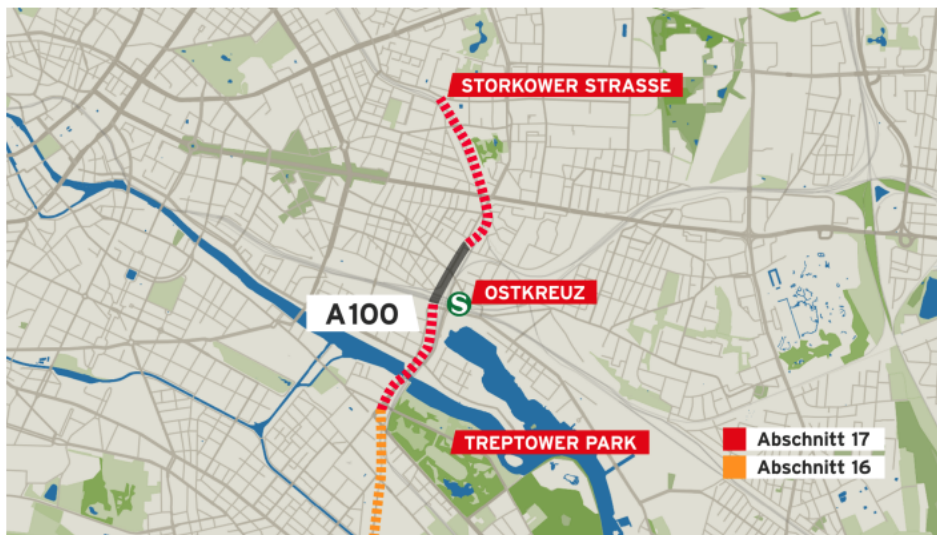 STORKOWER STRASSE
S
OSTKREUZ
A100
TREPTOWER PARK
Abschnitt 17
Abschnitt 16